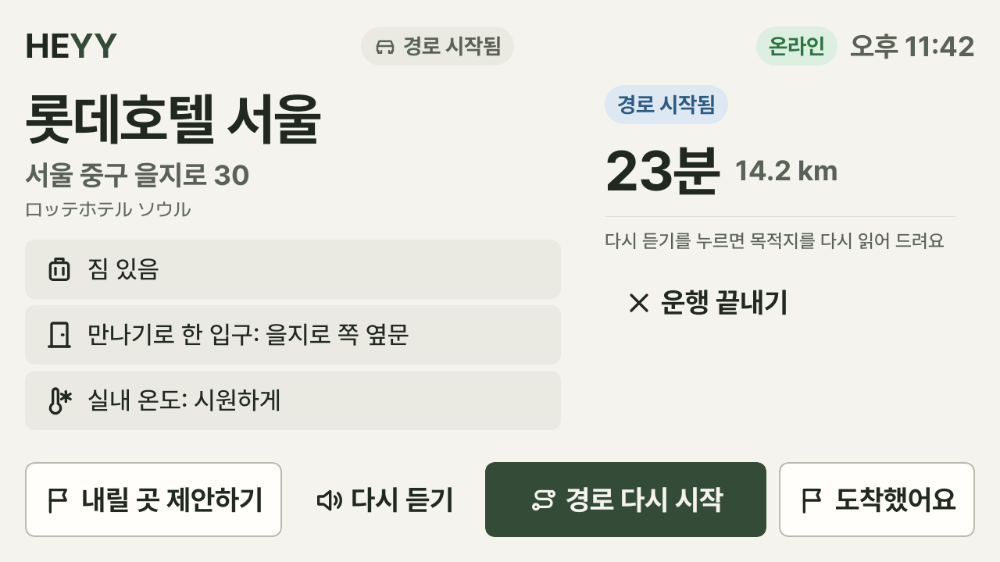 HEYY
경로 시작됨
온라인
오후 11:42
롯데호텔 서울
서울 중구 을지로 30
ロッテホテル ソウル
짐 있음
만나기로 한 입구: 을지로 쪽 옆문
실내 온도: 시원하게
경로 시작됨
23분 14.2 km
다시 듣기를 누르면 목적지를 다시 읽어 드려요
운행 끝내기
내릴 곳 제안하기
다시 듣기
경로 다시 시작
도착했어요